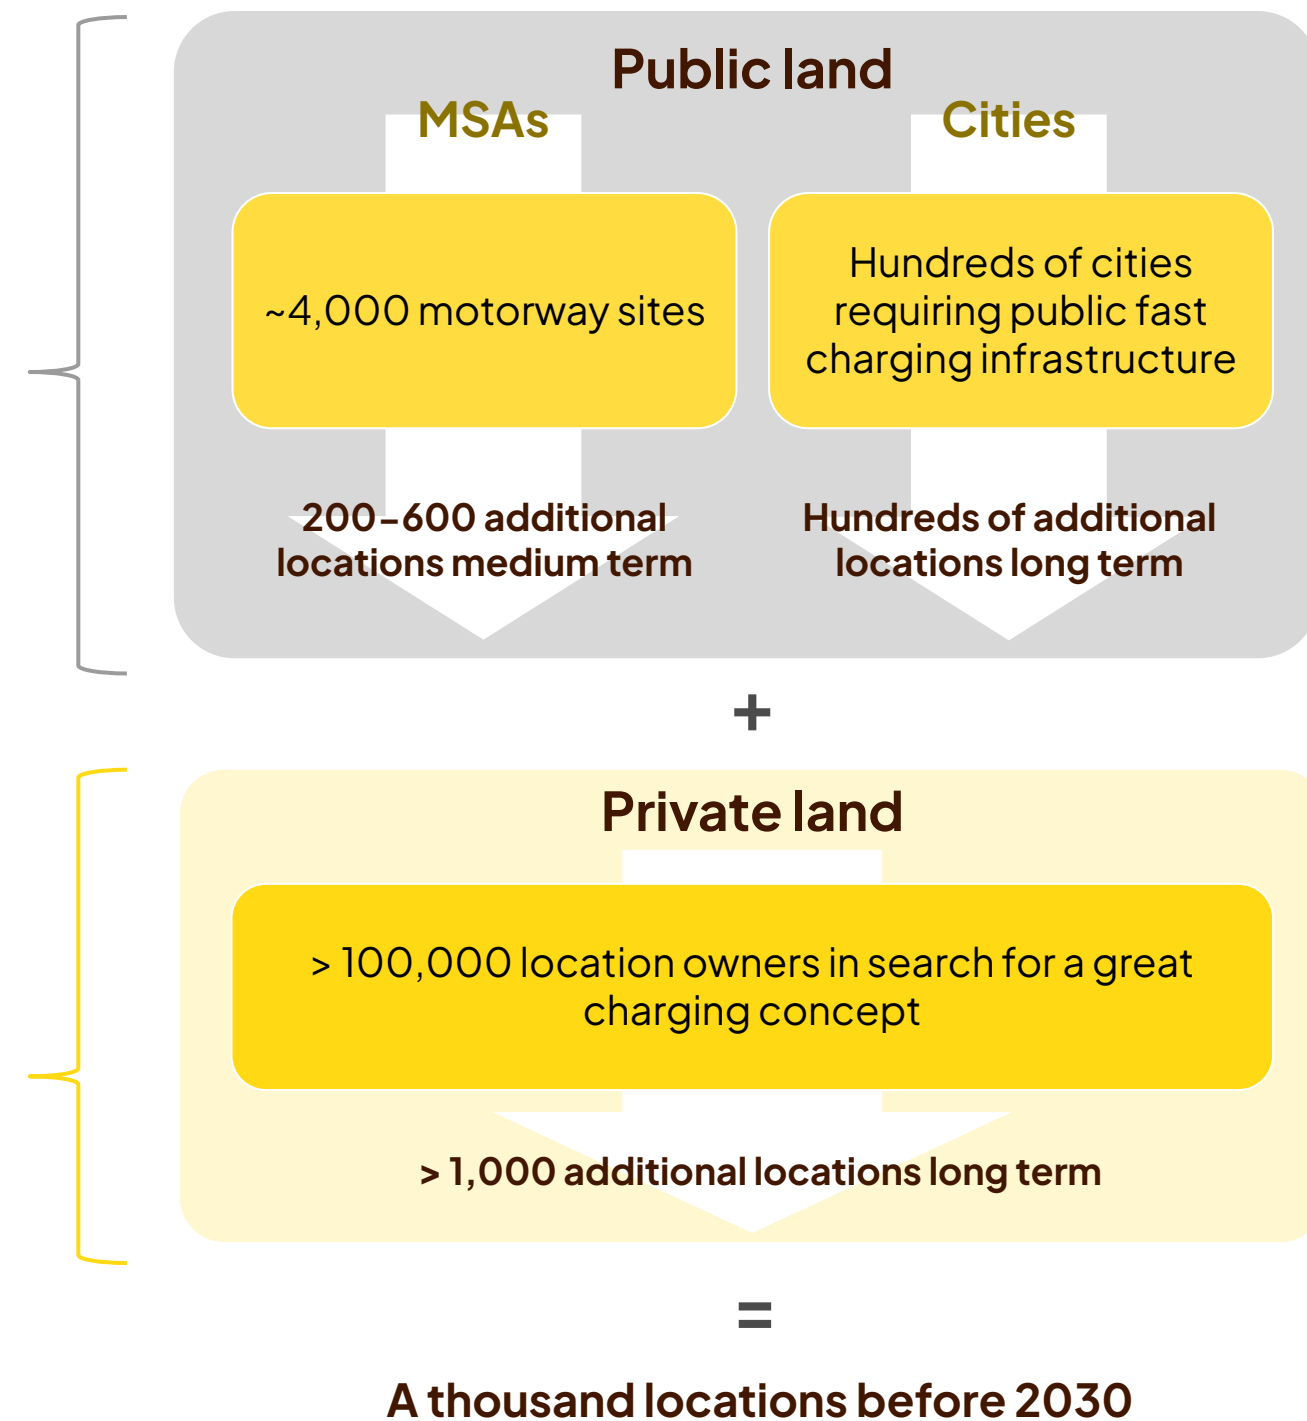 Public land
MSAs
Cities
~4,000 motorway sites
Hundreds of cities
requiring public fast
charging infrastructure
200–600 additional
locations medium term
Hundreds of additional
locations long term
+
Private land
> 100,000 location owners in search for a great
charging concept
> 1,000 additional locations long term
=
A thousand locations before 2030